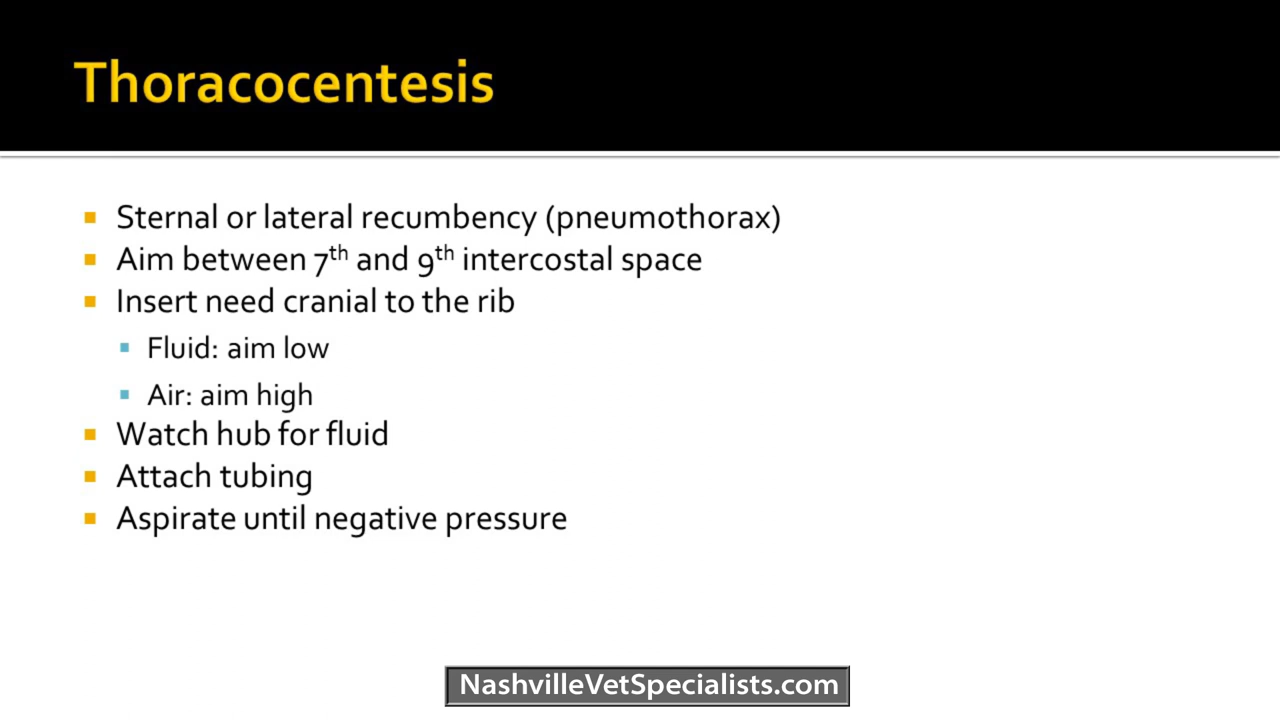 Thoracocentesis
Sternal or lateral recumbency (pneumothorax)
Aim between 7th and 9th intercostal space
Insert need cranial to the rib
Fluid: aim low
Air: aim high
Watch hub for fluid
Attach tubing
Aspirate until negative pressure
NashvilleVetSpecialists.com